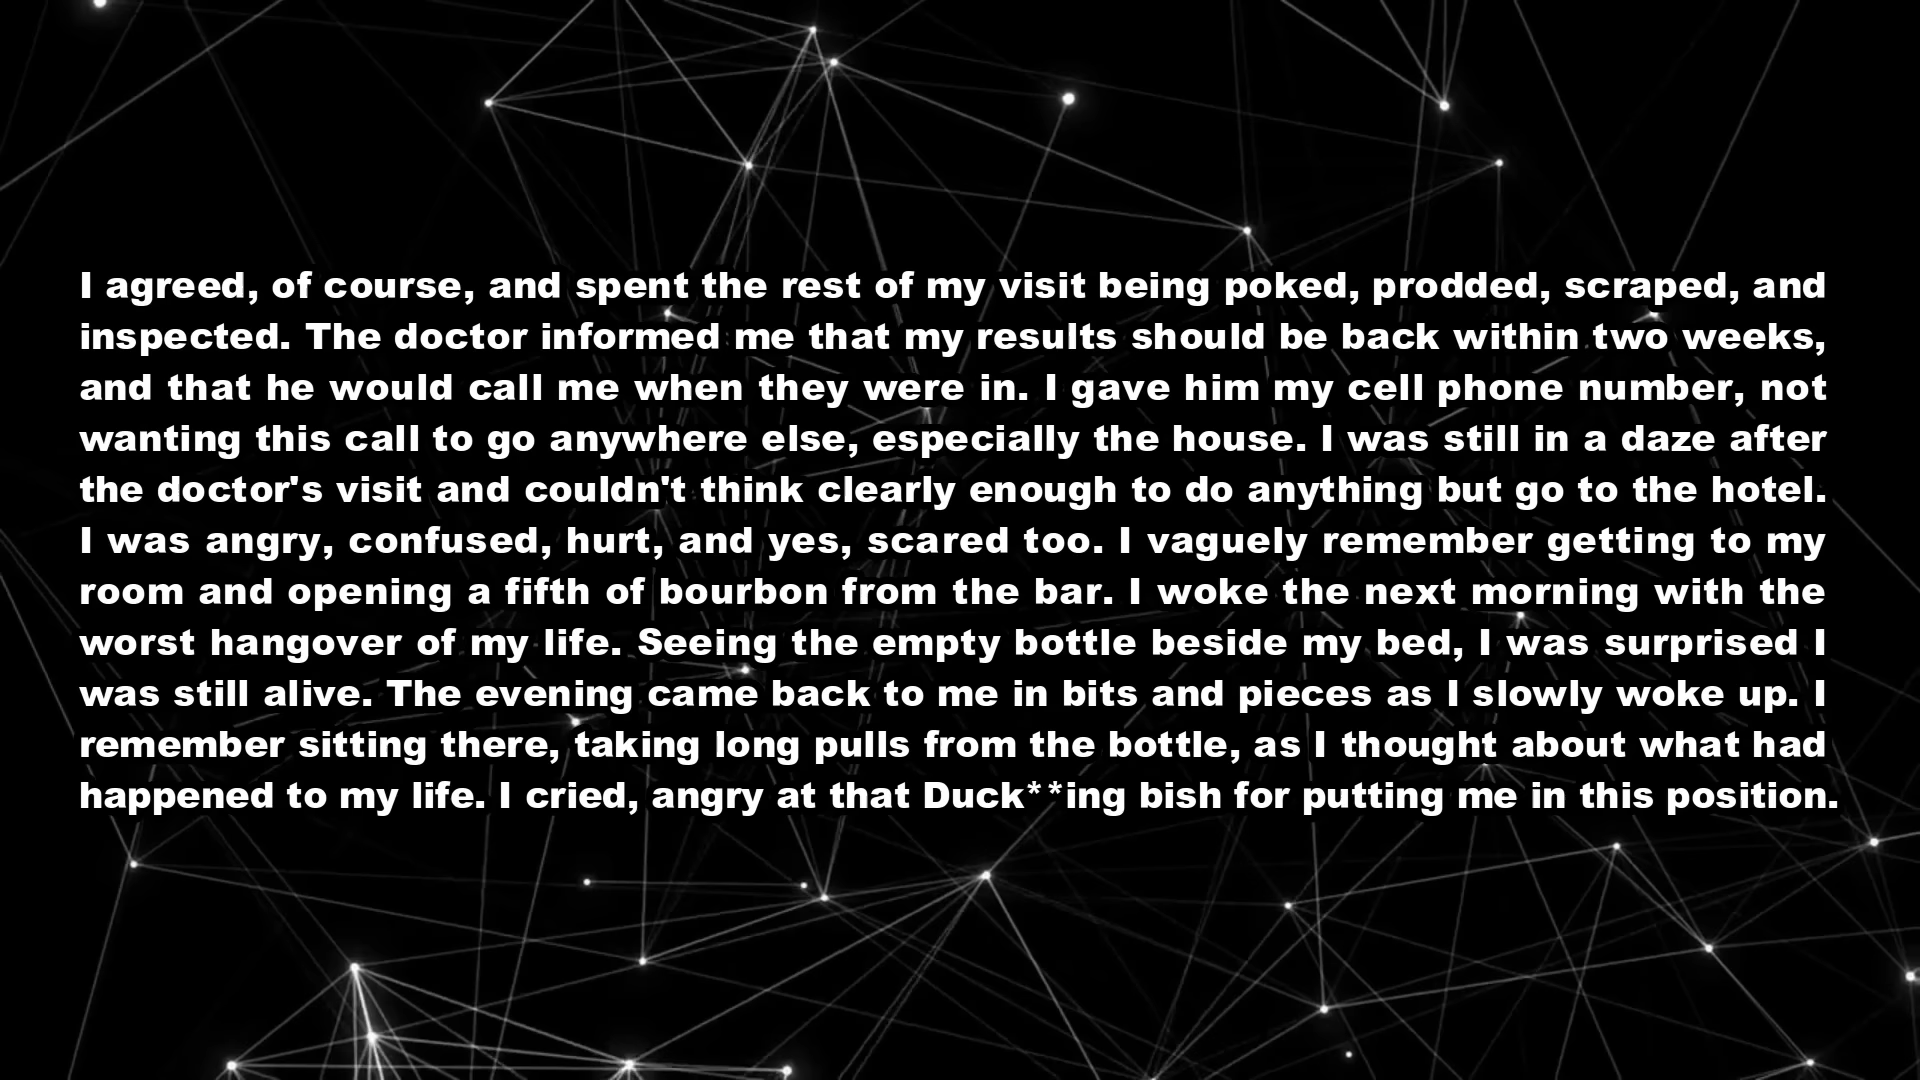 I agreed, of course, and spent the rest of my visit being poked, prodded, scraped, and
inspected. The doctor informed me that my results should be back within two weeks,
and that he would call me when they were in. I gave him my cell phone number, not
wanting this call to go anywhere else, especially the house. I was still in a daze after
the doctor's visit and couldn't think clearly enough to do anything but go to the hotel.
I was angry, confused, hurt, and yes, scared too. I vaguely remember getting to my
room and opening a fifth of bourbon from the bar. I woke the next morning with the
worst hangover of my life. Seeing the empty bottle beside my bed, I was surprised I
was still alive. The evening came back to me in bits and pieces as I slowly woke up. I
remember sitting there, taking long pulls from the bottle, as I thought about what had
happened to my life. I cried, angry at that Duck**ing bish for putting me in this position.